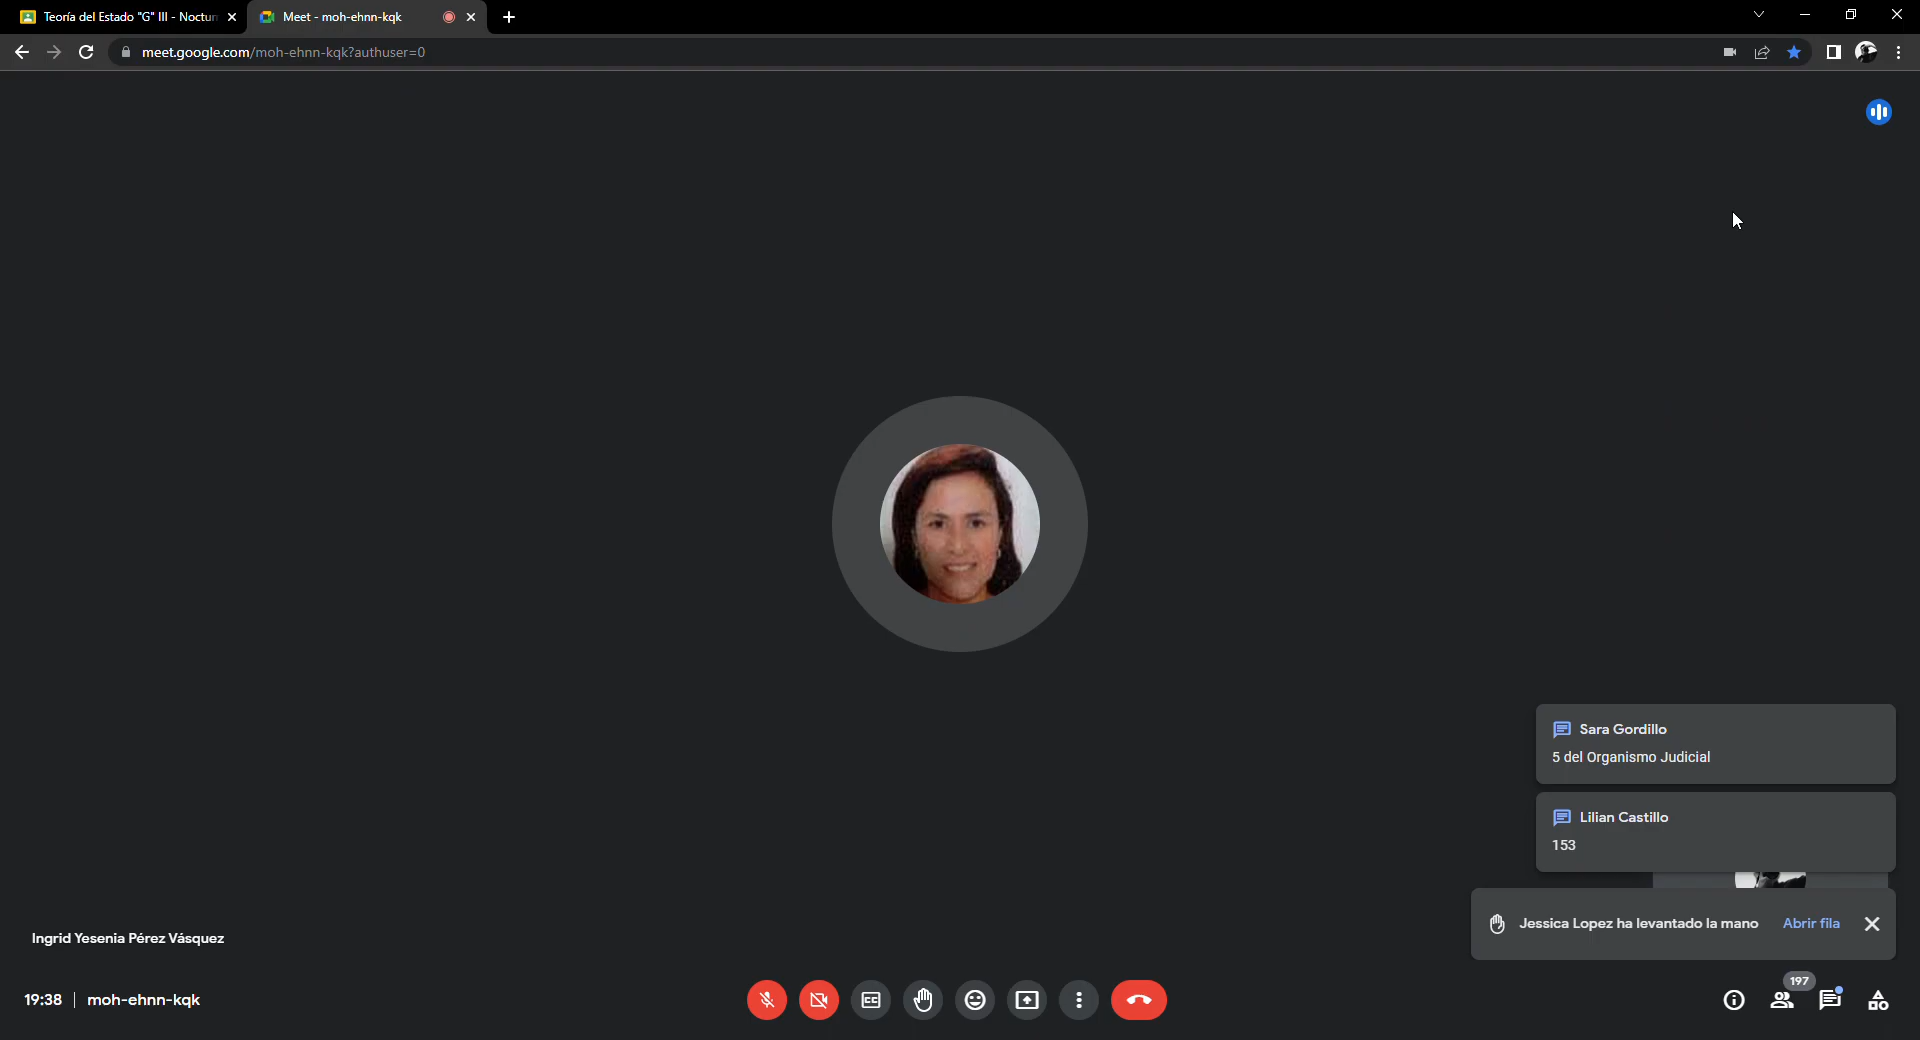 Teoría del Estado "G" III - Noctur
Meet - moh-ehnn-kqk
meet.google.com/moh-ehnn-kqk?authuser=0
Sara Gordillo
5 del Organismo Judicial
Lilian Castillo
153
Jessica Lopez ha levantado la mano Abrir fila
Ingrid Yesenia Pérez Vásquez
19:38 | moh-ehnn-kqk
CC
197